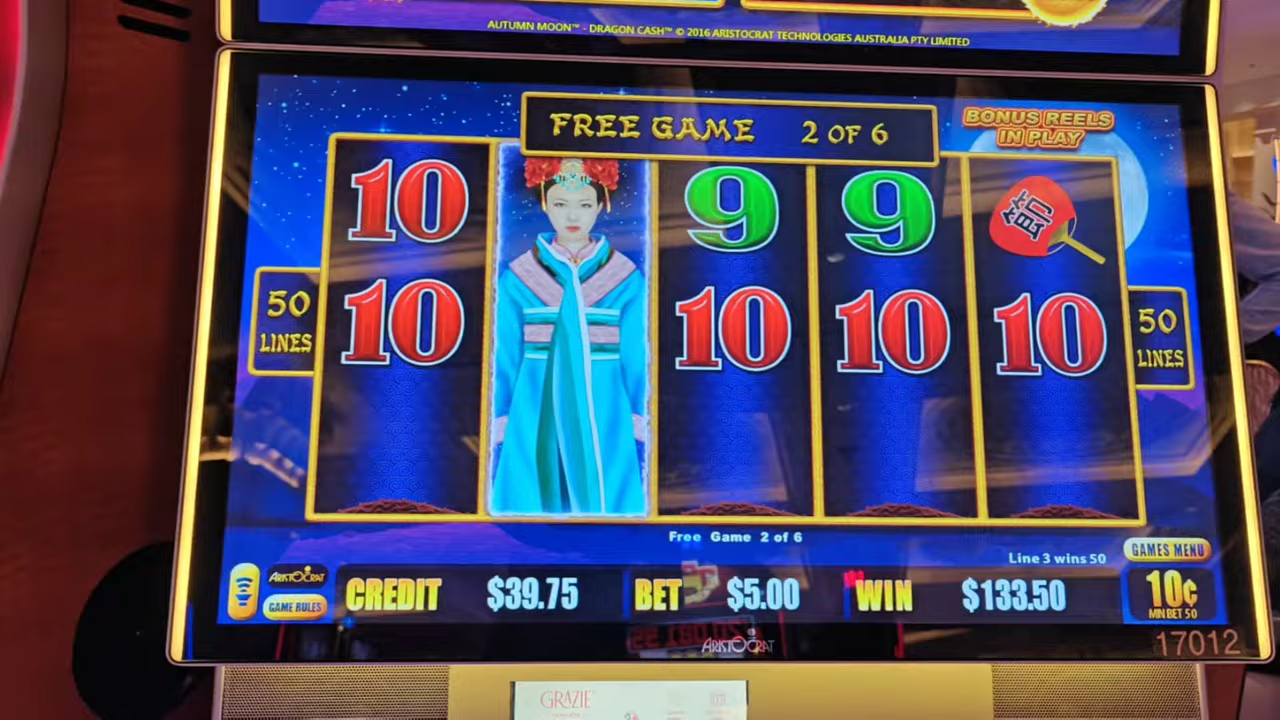 AUTUMN MOON™ - DRAGON CASH™ © 2016 ARISTOCRAT TECHNOLOGIES AUSTRALIA PTY LIMITED
FREE GAME 2 OF 6
BONUS REELS
IN PLAY
10 9 9
10 10 10 10
50
LINES
50
LINES
Free Game 2 of 6
Line 3 wins 50
GAMES MENU
ARISTOCRAT
GAME RULES
CREDIT $39.75 BET $5.00 WIN $133.50
10¢
MIN BET 50
ARISTOCRAT
17012
GRAZIE